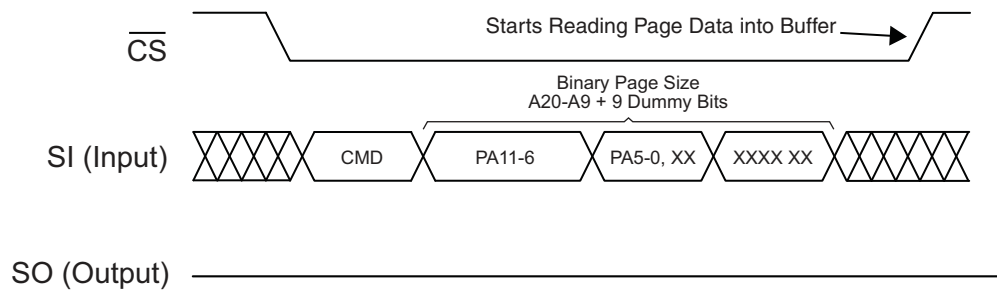 Starts Reading Page Data into Buffer
CS
Binary Page Size
A20-A9 + 9 Dummy Bits
SI (Input)
CMD
PA11-6
PA5-0, XX
XXXX XX
SO (Output)